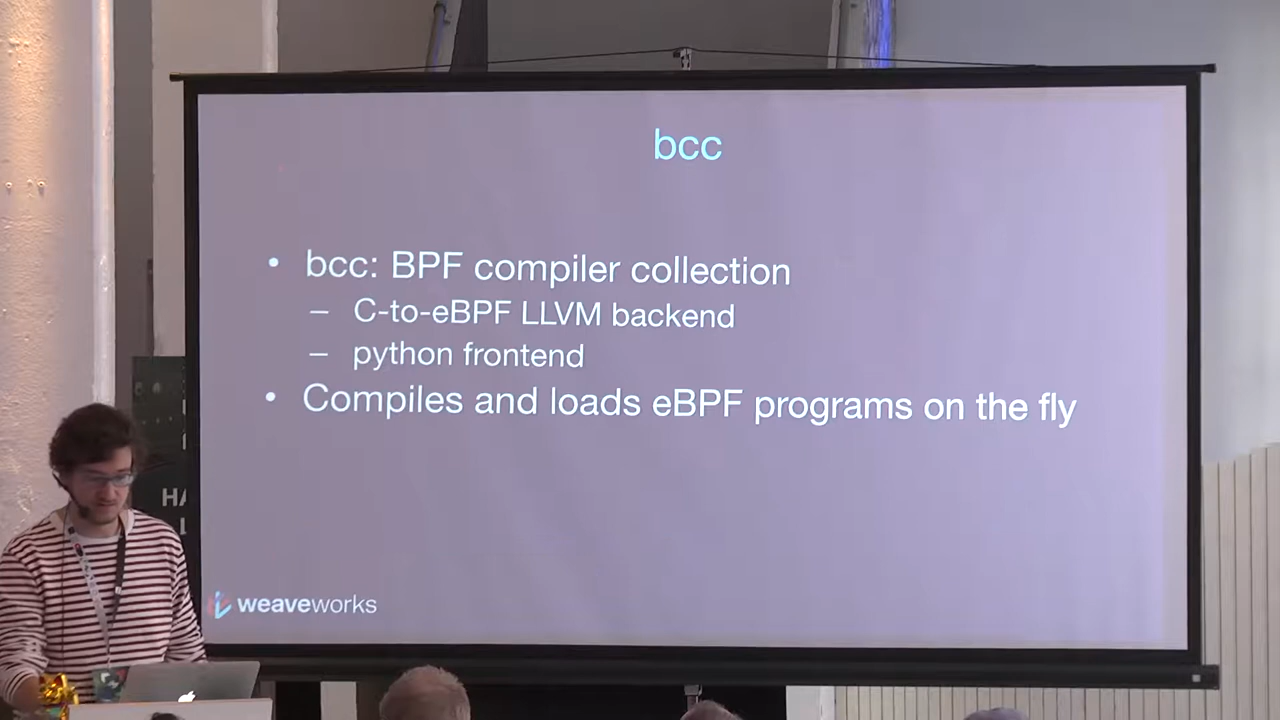 bcc
• bcc: BPF compiler collection
– C-to-eBPF LLVM backend
– python frontend
• Compiles and loads eBPF programs on the fly
HA
weaveworks